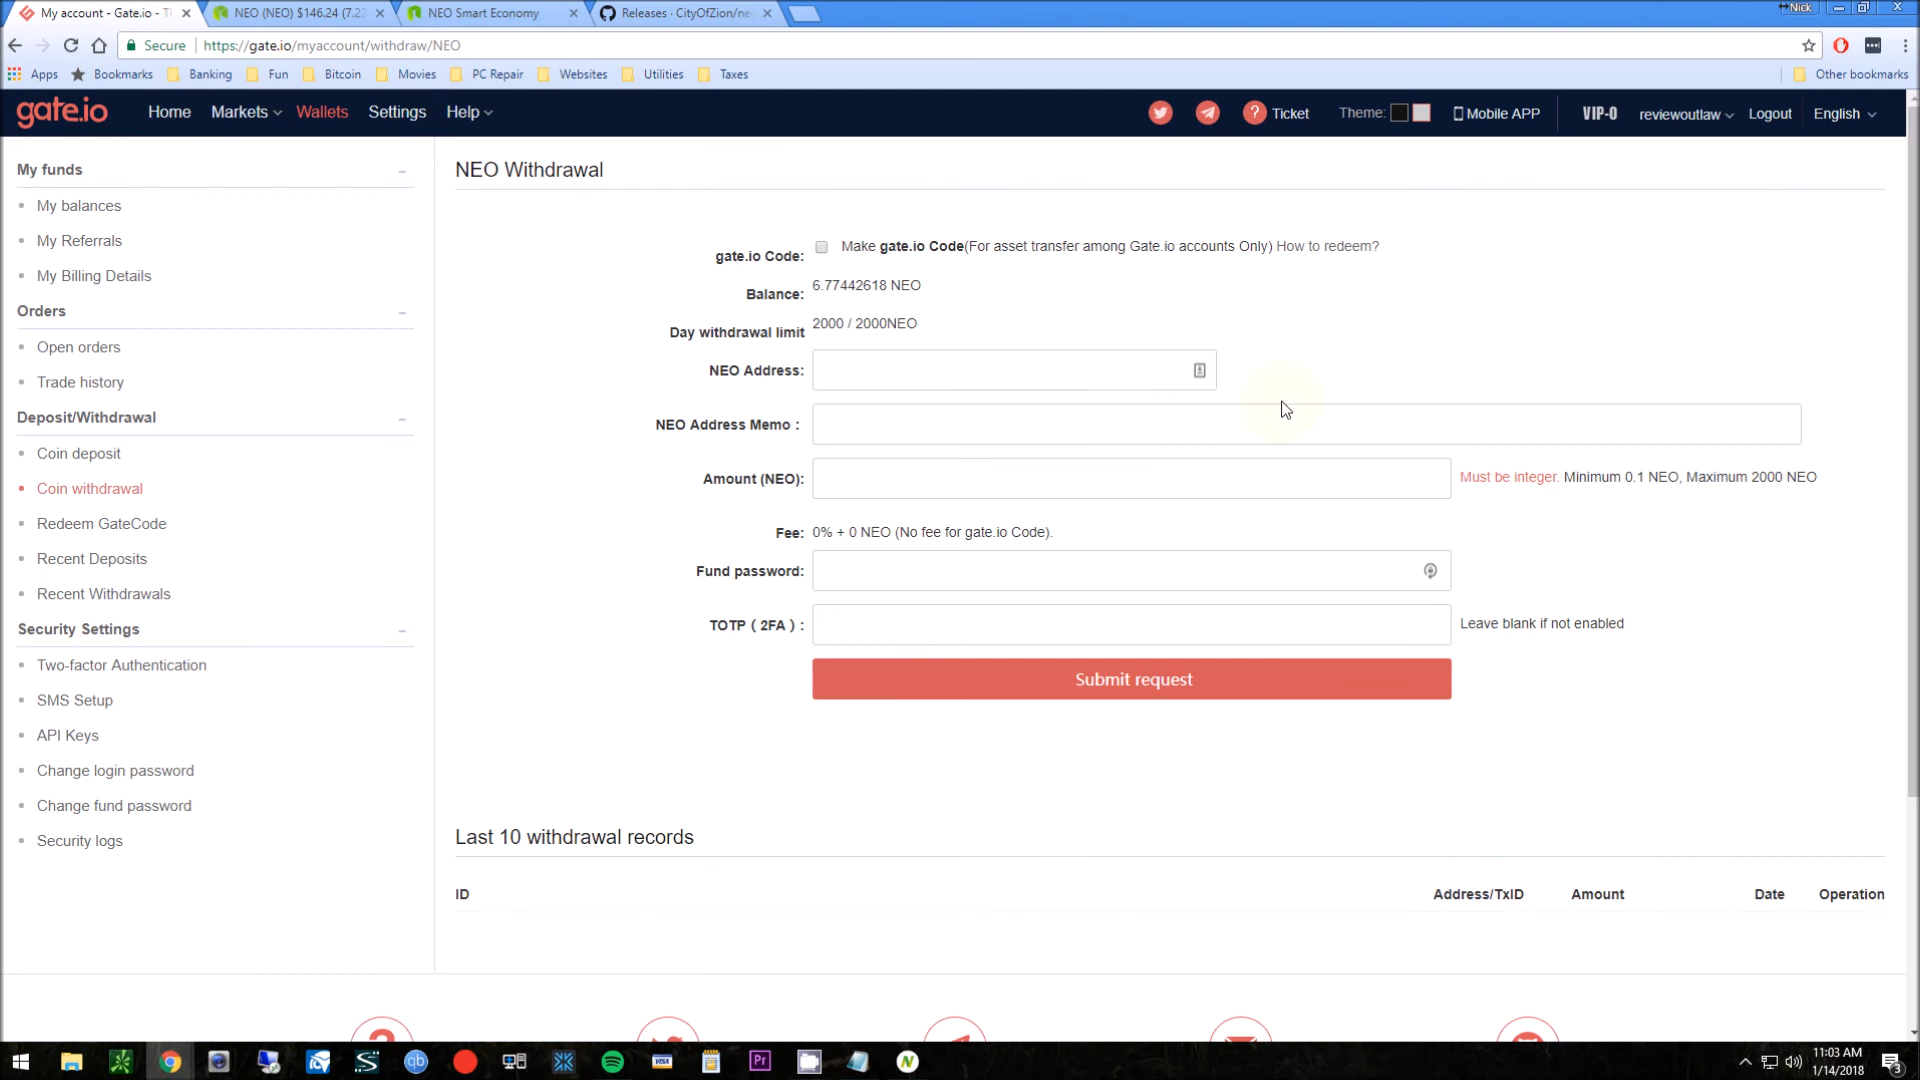 My account - Gate.io - Ti
NEO (NEO) $146.24 (7.22
NEO Smart Economy
Releases · CityOfZion/ne
Nick
Secure https://gate.io/myaccount/withdraw/NEO
Apps Bookmarks Banking Fun Bitcoin Movies PC Repair Websites Utilities Taxes Other bookmarks
gate.io Home Markets Wallets Settings Help ? Ticket Theme: Mobile APP VIP-0 reviewoutlaw Logout English
My funds
My balances
My Referrals
My Billing Details
Orders
Open orders
Trade history
Deposit/Withdrawal
Coin deposit
Coin withdrawal
Redeem GateCode
Recent Deposits
Recent Withdrawals
Security Settings
Two-factor Authentication
SMS Setup
API Keys
Change login password
Change fund password
Security logs
NEO Withdrawal
gate.io Code: Make gate.io Code(For asset transfer among Gate.io accounts Only) How to redeem?
Balance: 6.77442618 NEO
Day withdrawal limit 2000 / 2000NEO
NEO Address:
NEO Address Memo :
Amount (NEO): Must be integer. Minimum 0.1 NEO, Maximum 2000 NEO
Fee: 0% + 0 NEO (No fee for gate.io Code).
Fund password:
TOTP ( 2FA ) : Leave blank if not enabled
Submit request
Last 10 withdrawal records
ID Address/TxID Amount Date Operation
qb
VISA
Pr
N
11:03 AM
1/14/2018
3